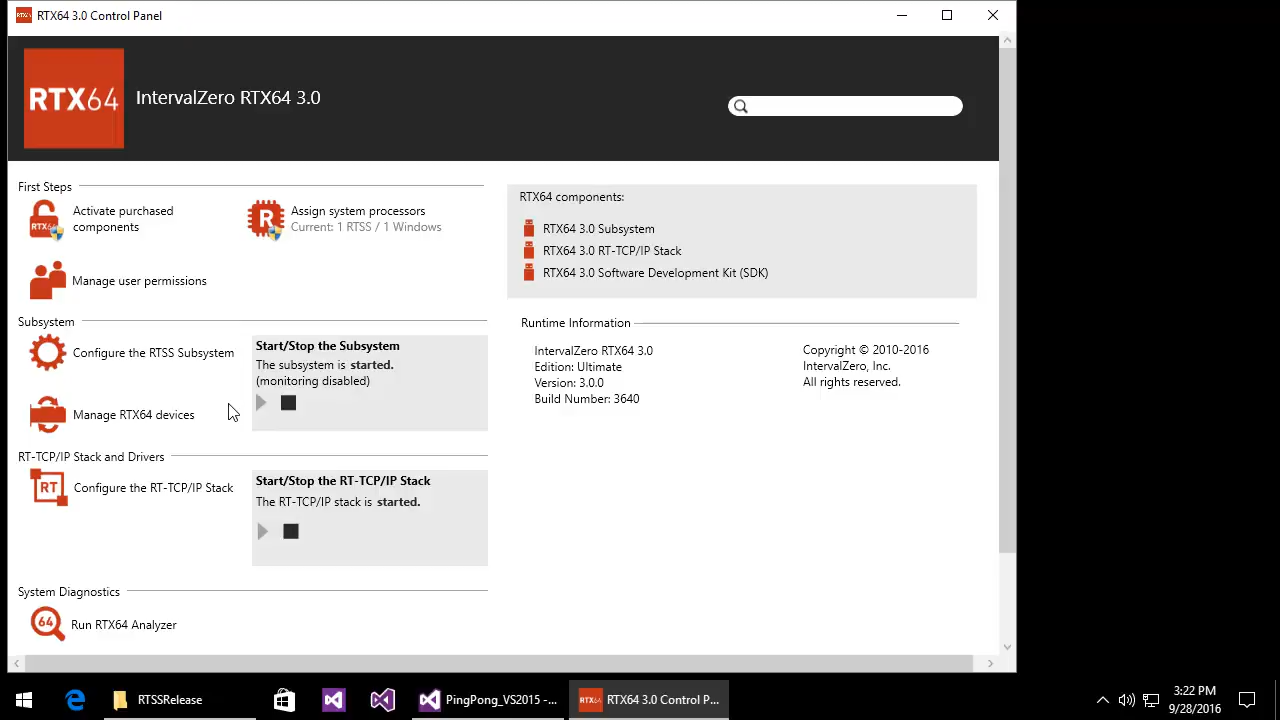 RTX64 3.0 Control Panel
RTX64
IntervalZero RTX64 3.0
First Steps
Activate purchased
components
Assign system processors
Current: 1 RTSS / 1 Windows
Manage user permissions
Subsystem
Configure the RTSS Subsystem
Manage RTX64 devices
Start/Stop the Subsystem
The subsystem is started.
(monitoring disabled)
RT-TCP/IP Stack and Drivers
RT
Configure the RT-TCP/IP Stack
Start/Stop the RT-TCP/IP Stack
The RT-TCP/IP stack is started.
System Diagnostics
64
Run RTX64 Analyzer
RTX64 components:
RTX64 3.0 Subsystem
RTX64 3.0 RT-TCP/IP Stack
RTX64 3.0 Software Development Kit (SDK)
Runtime Information
IntervalZero RTX64 3.0
Edition: Ultimate
Version: 3.0.0
Build Number: 3640
Copyright © 2010-2016
IntervalZero, Inc.
All rights reserved.
RTSSRelease
PingPong_VS2015 -...
RTX64 3.0 Control P...
3:22 PM
9/28/2016